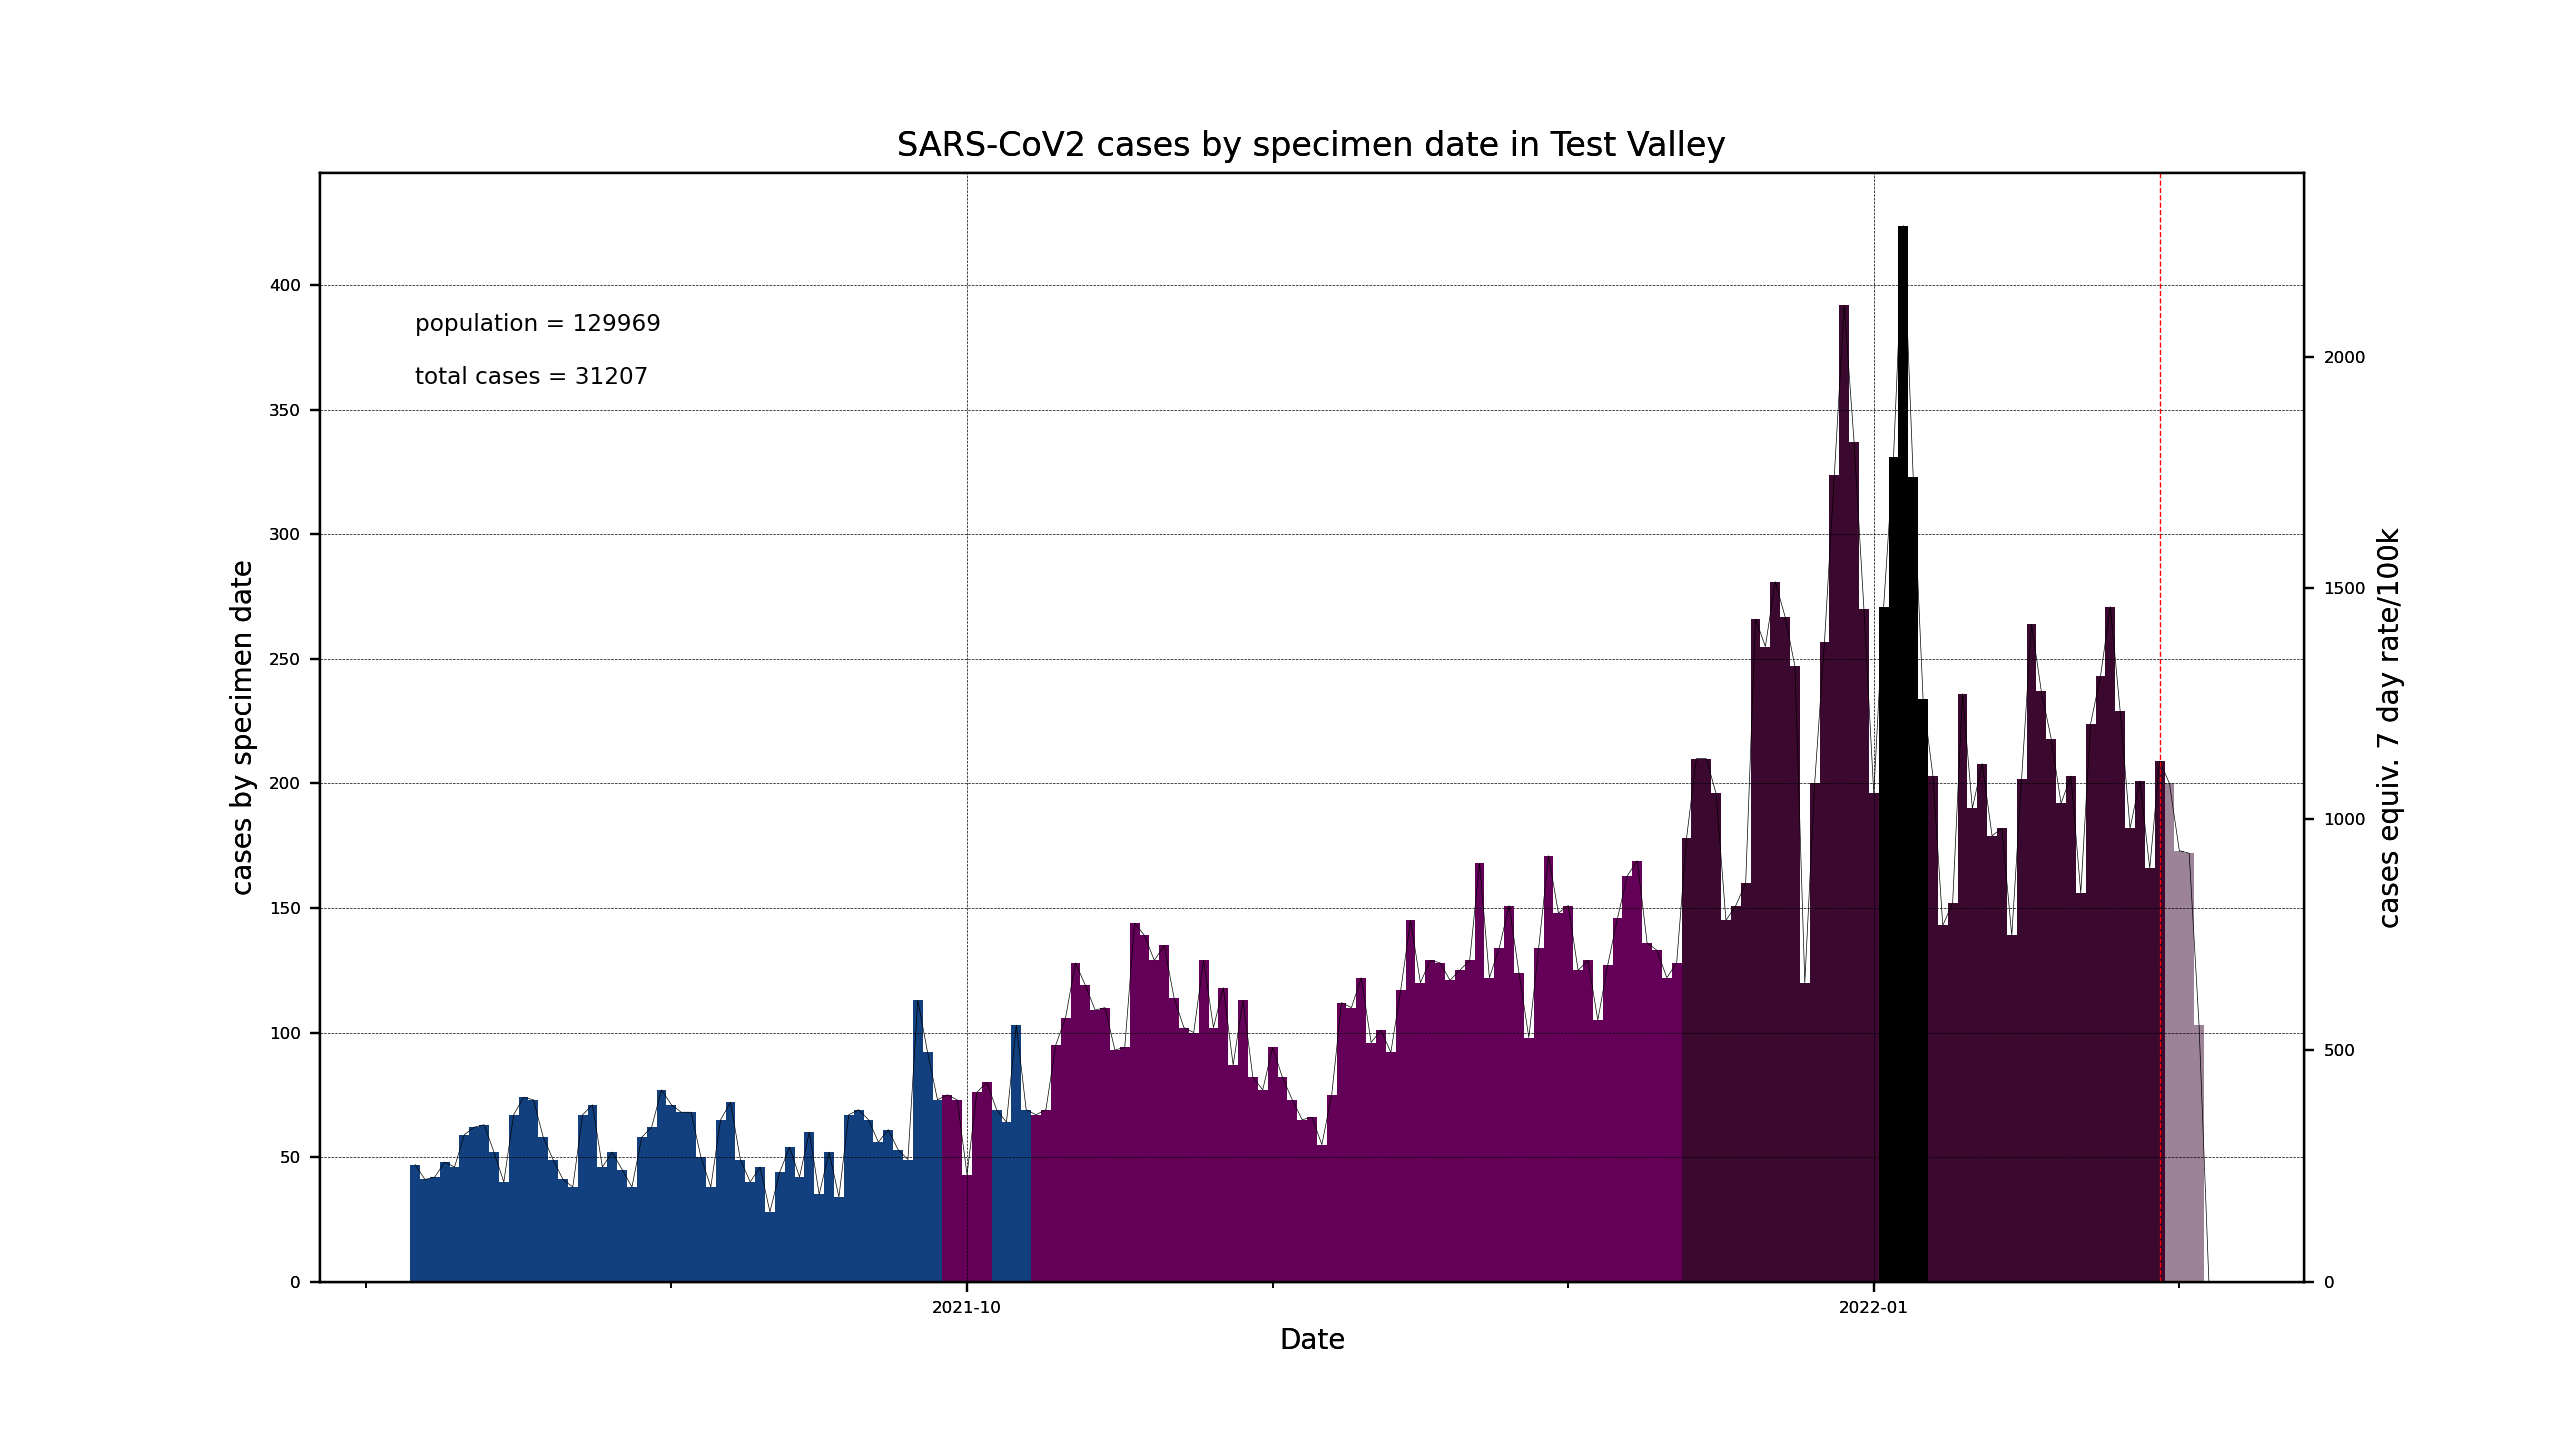 SARS-CoV2 cases by specimen date in Test Valley
population = 129969
total cases = 31207
cases by specimen date
400
350
300
250
200
150
100
50
0
2000
1500
1000
500
0
cases equiv. 7 day rate/100k
2021-10
2022-01
Date